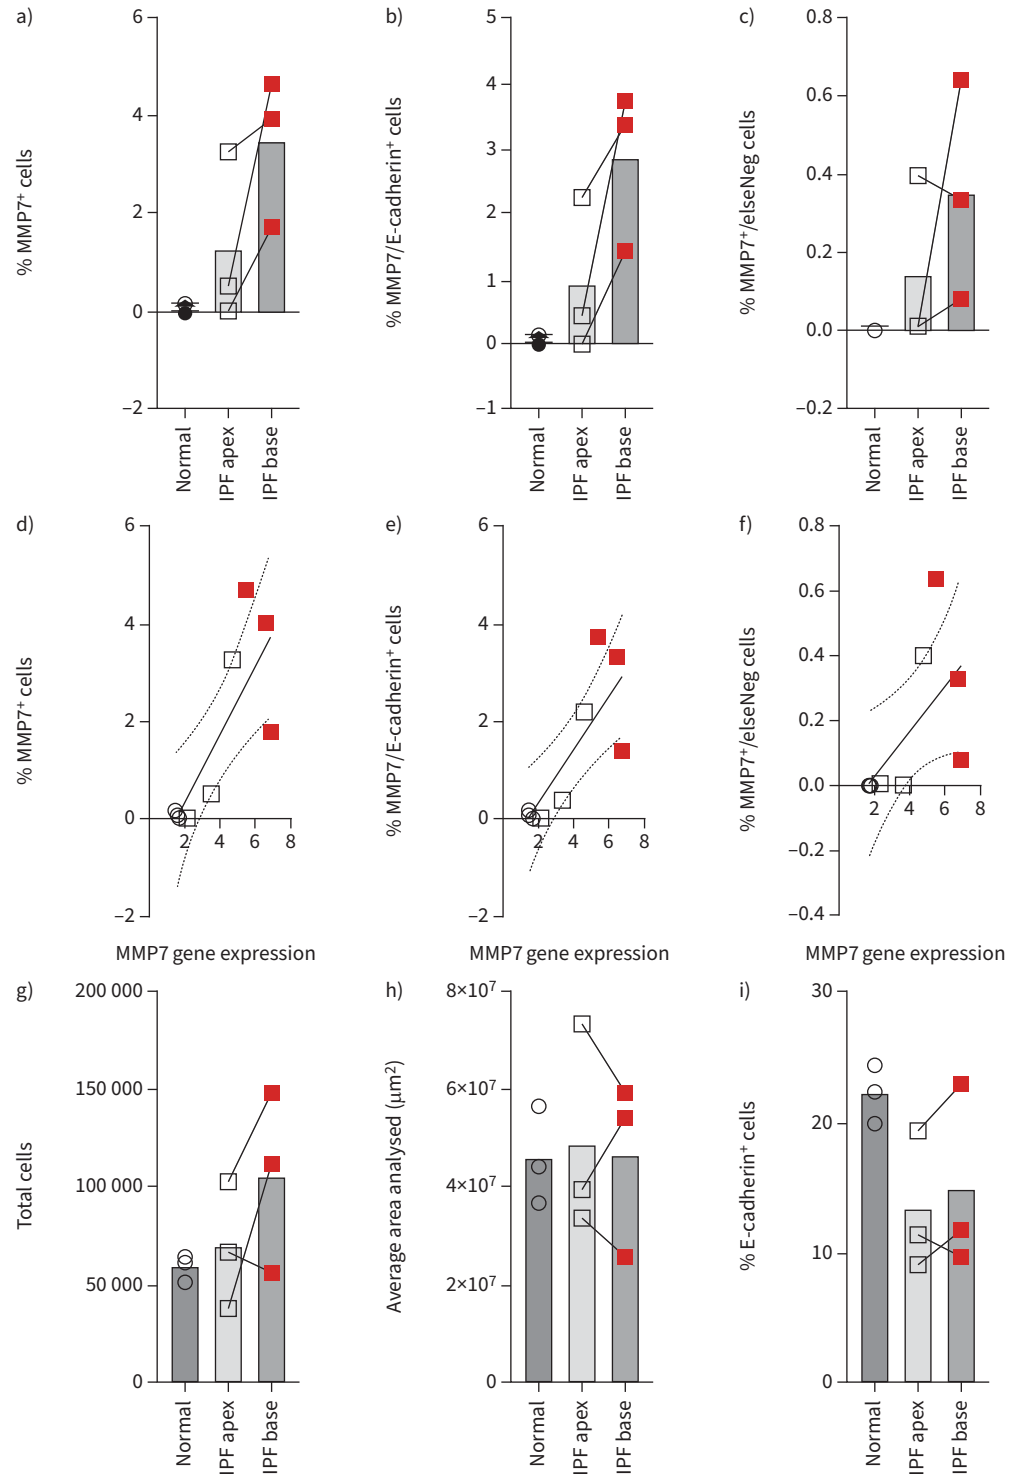 a)
% MMP7⁺ cells
6
4
2
0
–2
Normal
IPF apex
IPF base
b)
% MMP7/E-cadherin⁺ cells
5
4
3
2
1
0
–1
Normal
IPF apex
IPF base
c)
% MMP7⁺/elseNeg cells
0.8
0.6
0.4
0.2
0.0
–0.2
Normal
IPF apex
IPF base
d)
% MMP7⁺ cells
6
4
2
0
–2
2 4 6 8
MMP7 gene expression
e)
% MMP7/E-cadherin⁺ cells
6
4
2
0
–2
2 4 6 8
MMP7 gene expression
f)
% MMP7⁺/elseNeg cells
0.8
0.6
0.4
0.2
0.0
–0.2
–0.4
2 4 6 8
MMP7 gene expression
g)
Total cells
200 000
150 000
100 000
50 000
0
Normal
IPF apex
IPF base
h)
Average area analysed (μm²)
8×10⁷
6×10⁷
4×10⁷
2×10⁷
0
Normal
IPF apex
IPF base
i)
% E-cadherin⁺ cells
30
20
10
0
Normal
IPF apex
IPF base